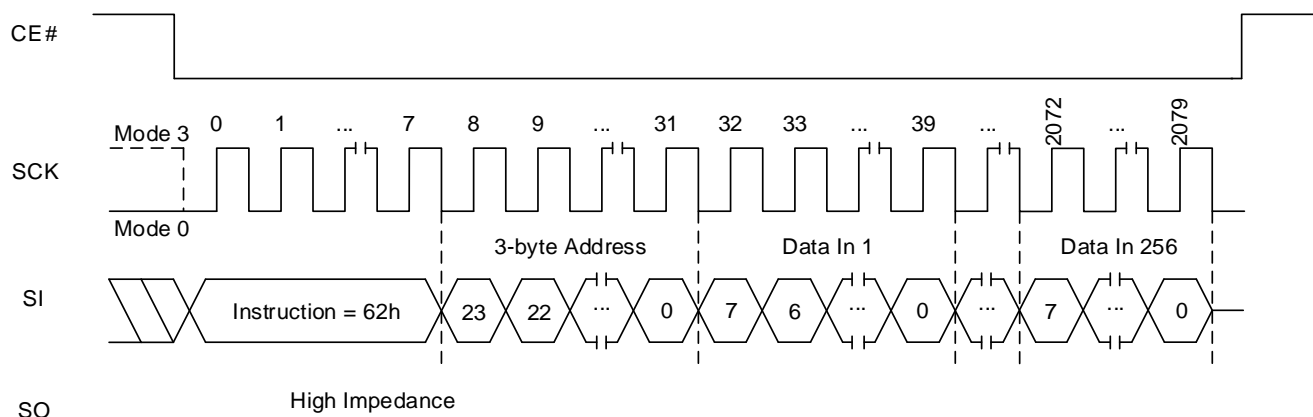 CE#
Mode 3 0 1 ... 7 8 9 ... 31 32 33 ... 39 ... 2072 ... 2079
SCK
Mode 0
3-byte Address Data In 1 Data In 256
SI Instruction = 62h 23 22 ... 0 7 6 ... 0 ... 7 ... 0
High Impedance
SO